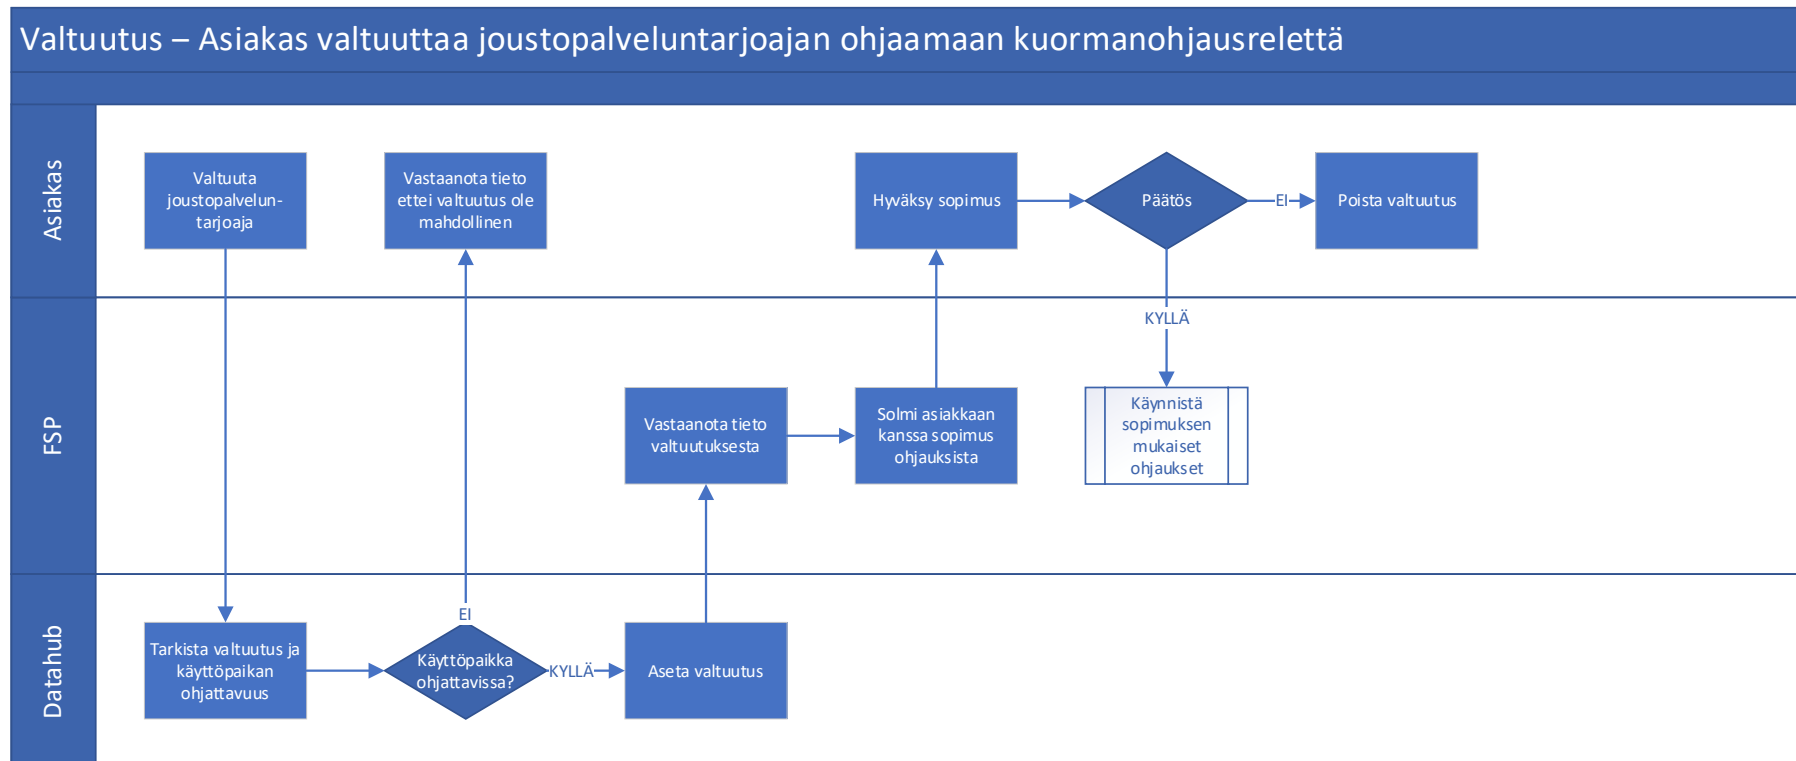 Valtuutus – Asiakas valtuuttaa joustopalveluntarjoajan ohjaamaan kuormanohjausrelettä
Asiakas
Valtuuta
joustopalvelun-
tarjoaja
Vastaanota tieto
ettei valtuutus ole
mahdollinen
Hyväksy sopimus
Päätös
EI
Poista valtuutus
KYLLÄ
FSP
Vastaanota tieto
valtuutuksesta
Solmi asiakkaan
kanssa sopimus
ohjauksista
Käynnistä
sopimuksen
mukaiset
ohjaukset
Datahub
Tarkista valtuutus ja
käyttöpaikan
ohjattavuus
EI
Käyttöpaikka
ohjattavissa?
KYLLÄ
Aseta valtuutus